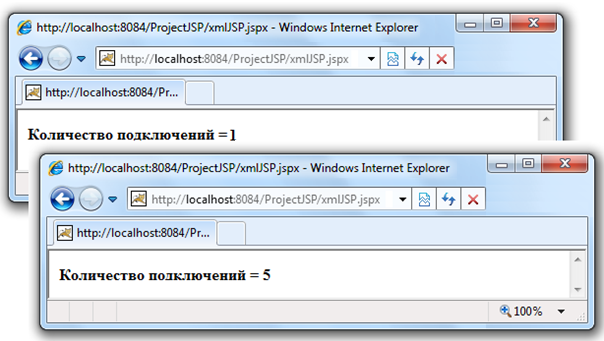 http://localhost:8084/ProjectJSP/xmlJSP.jspx - Windows Internet Explorer
http://localhost:8084/ProjectJSP/xmlJSP.jspx
http://localhost:8084/Pr...
Количество подключений =1
http://localhost:8084/ProjectJSP/xmlJSP.jspx - Windows Internet Explorer
http://localhost:8084/ProjectJSP/xmlJSP.jspx
http://localhost:8084/Pr...
Количество подключений = 5
100%